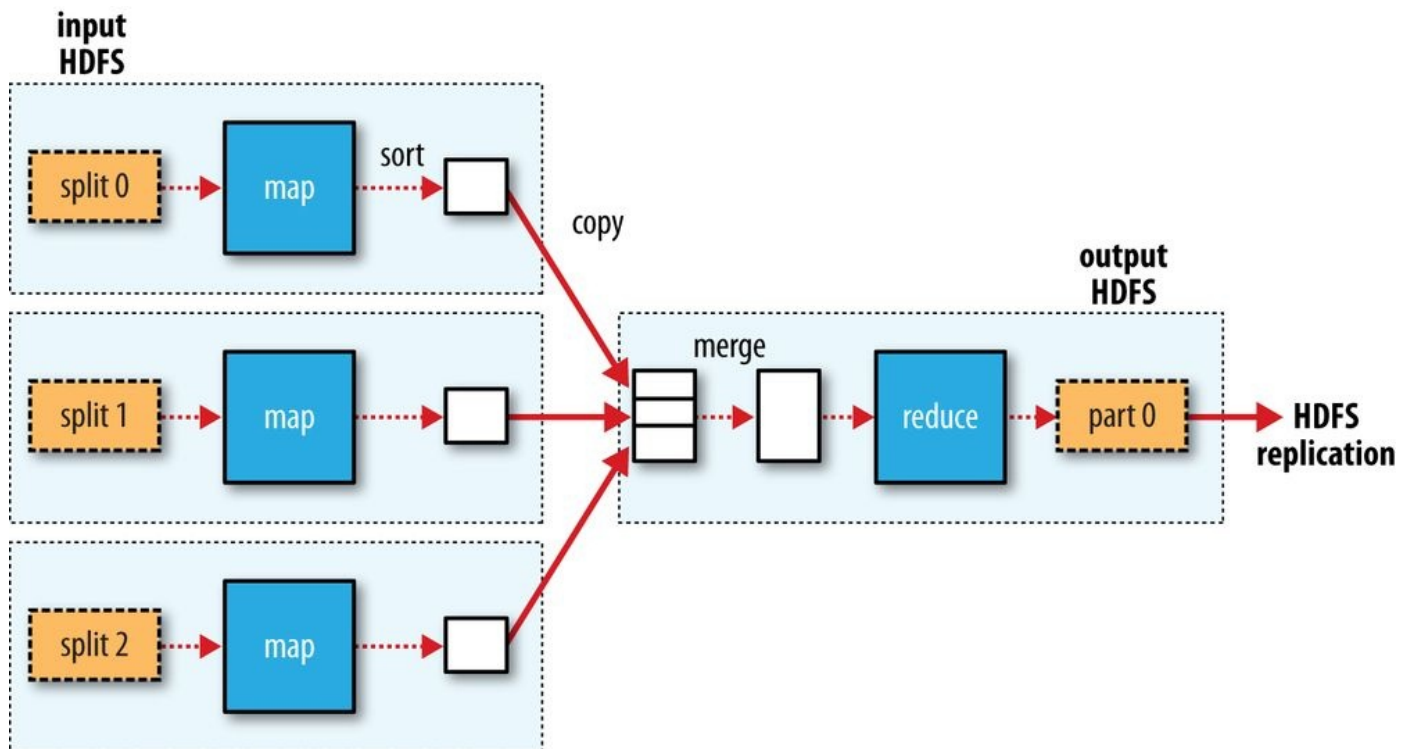 input
HDFS
split 0
map
sort
copy
split 1
map
split 2
map
merge
output
HDFS
reduce
part 0
HDFS
replication